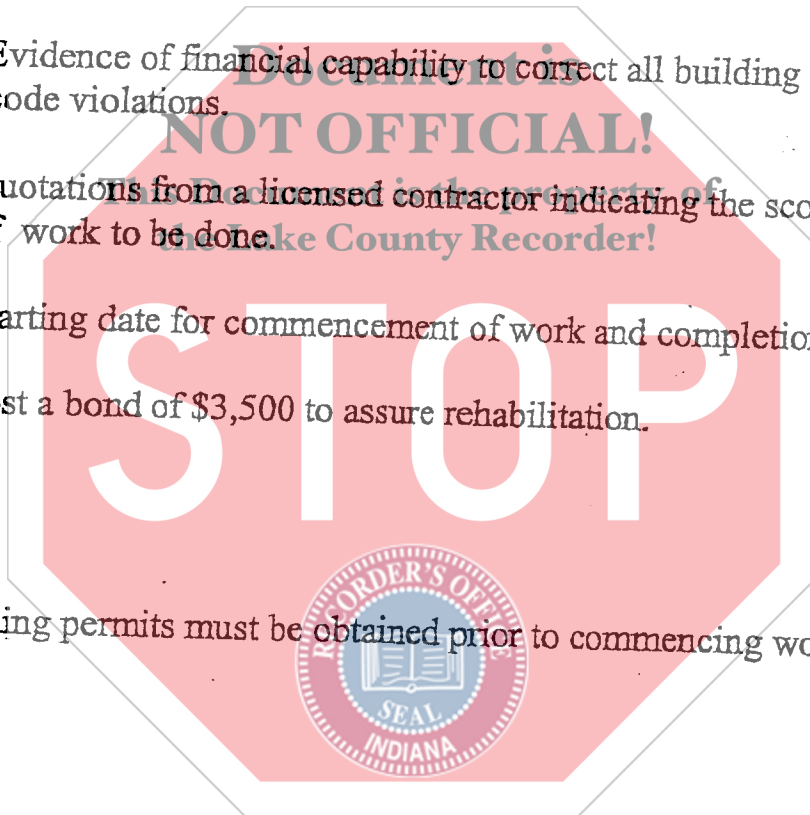 Evidence of financial capability to correct all building
code violations.
Document is
NOT OFFICIAL!
uotations from a licensed contractor indicating the sco
This Document is the property of
work to be done.
the Lake County Recorder!
arting date for commencement of work and completion
st a bond of $3,500 to assure rehabilitation.
STOP
ing permits must be obtained prior to commencing wo
RECORDER'S OFFICE
SEAL
INDIANA